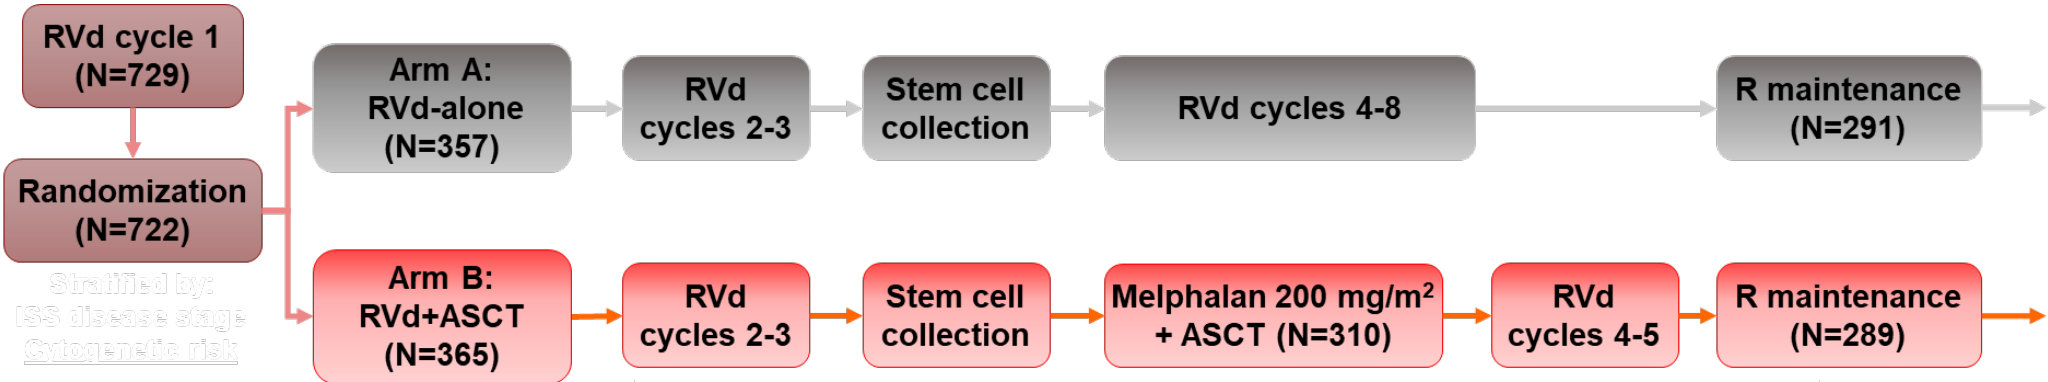 RVd cycle 1
(N=729)
Randomization
(N=722)
Stratified by:
ISS disease stage
Cytogenetic risk
Arm A:
RVd-alone
(N=357)
RVd
cycles 2-3
Stem cell
collection
RVd cycles 4-8
R maintenance
(N=291)
Arm B:
RVd+ASCT
(N=365)
RVd
cycles 2-3
Stem cell
collection
Melphalan 200 mg/m²
+ ASCT (N=310)
RVd
cycles 4-5
R maintenance
(N=289)